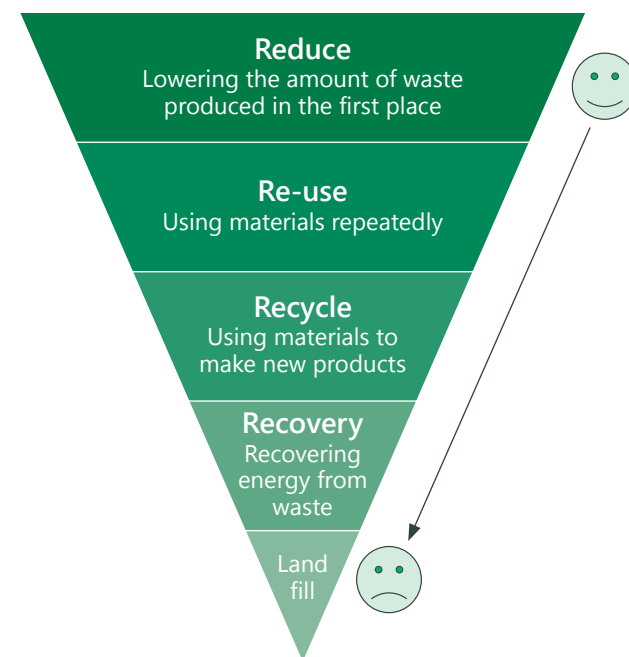 Reduce
Lowering the amount of waste
produced in the first place
Re-use
Using materials repeatedly
Recycle
Using materials to
make new products
Recovery
Recovering
energy from
waste
Land
fill